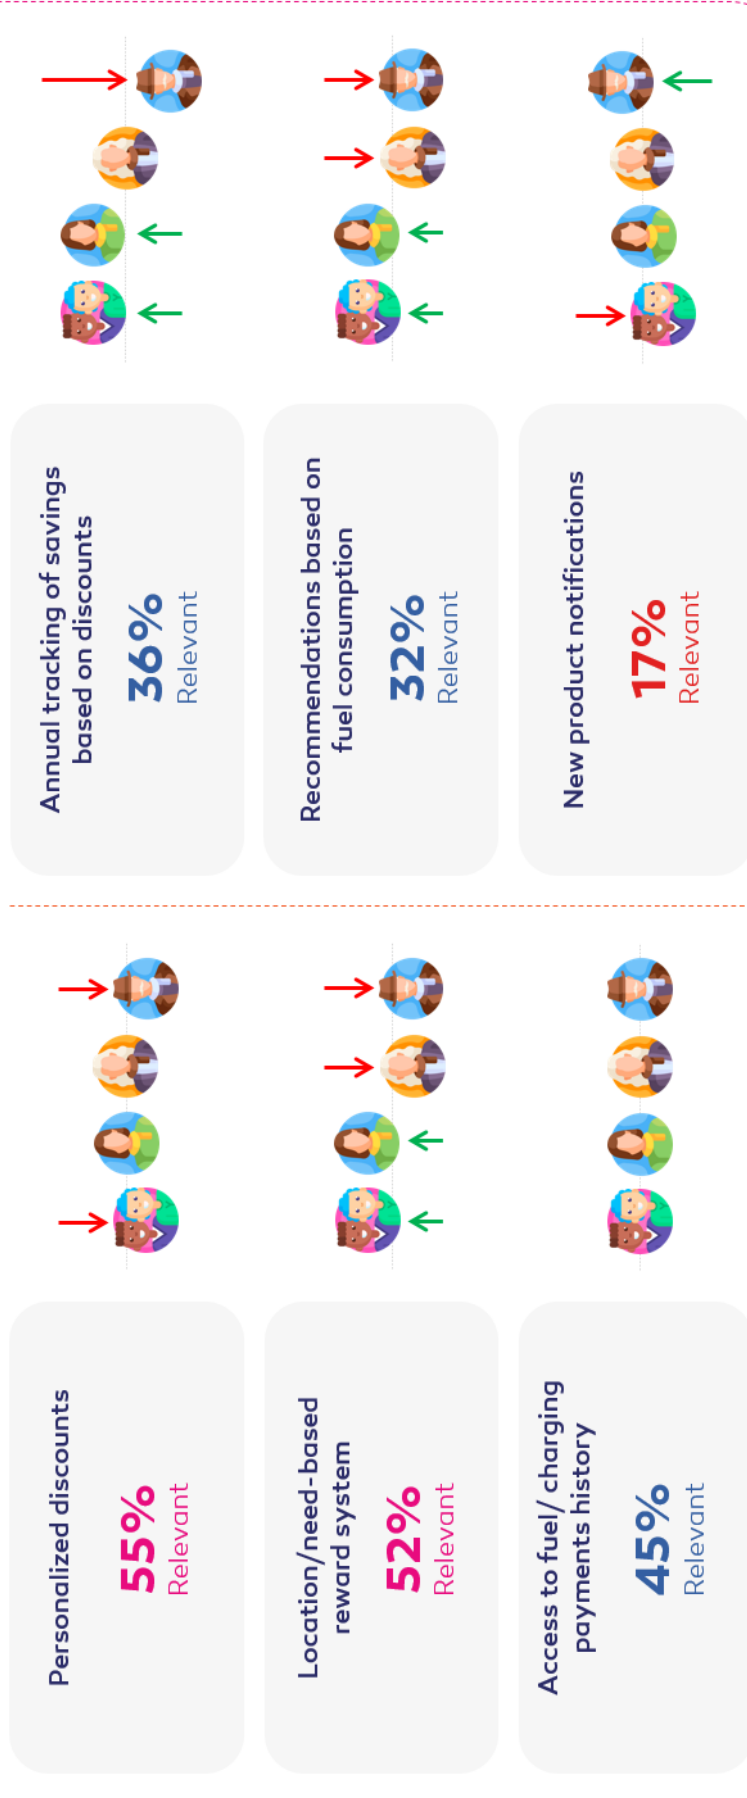 Personalized discounts
55%
Relevant
Location/need-based
reward system
52%
Relevant
Access to fuel/ charging
payments history
45%
Relevant
Annual tracking of savings
based on discounts
36%
Relevant
Recommendations based on
fuel consumption
32%
Relevant
New product notifications
17%
Relevant